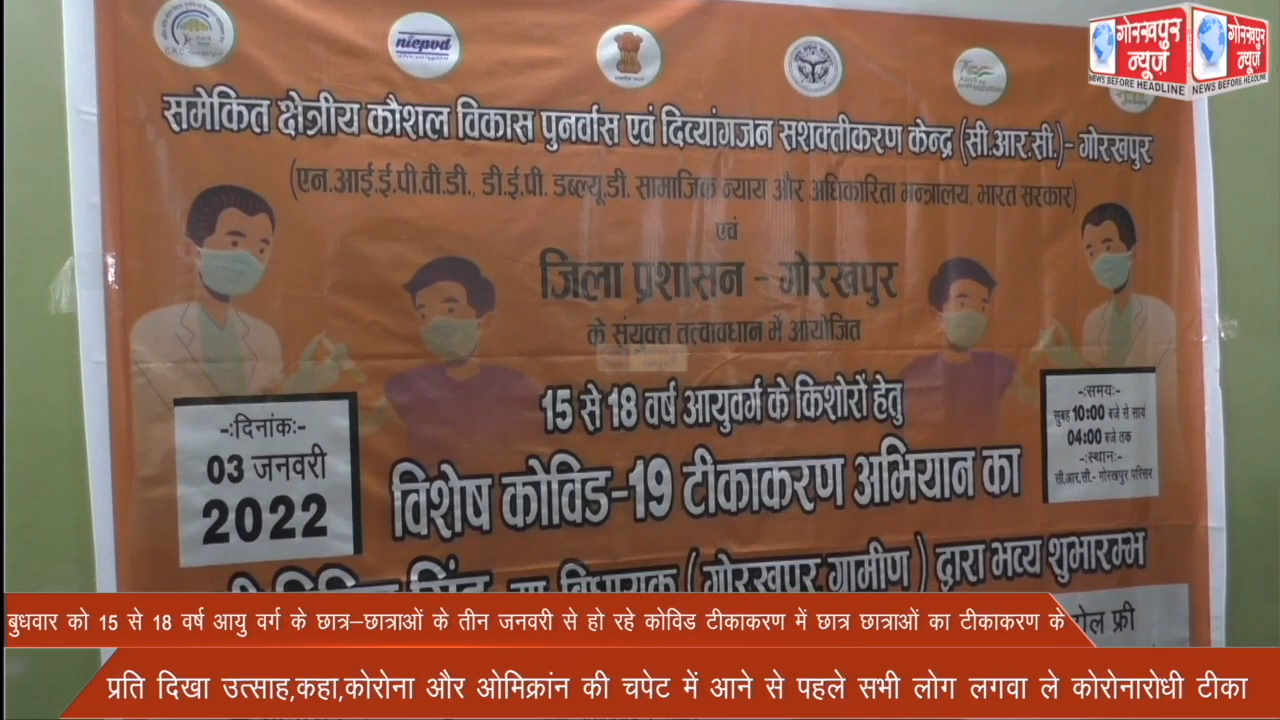 गोरखपुर
न्यूज
NEWS BEFORE HEADLINE
गोरखपुर
न्यूज
NEWS BEFORE HEADLINE
niepvd
समेकित क्षेत्रीय कौशल विकास पुनर्वास एवं दिव्यांगजन सशक्तीकरण केन्द्र (सी.आर.सी.)- गोरखपुर
(एन.आई.ई.पी.वी.डी., डी.ई.पी. डब्ल्यू.डी. सामाजिक न्याय और अधिकारिता मन्त्रालय, भारत सरकार)
एवं
जिला प्रशासन - गोरखपुर
के संयुक्त तत्वावधान में आयोजित
15 से 18 वर्ष आयुवर्ग के किशोरों हेतु
विशेष कोविड-19 टीकाकरण अभियान का
-:दिनांक:-
03 जनवरी
2022
-:समय:-
सुबह 10:00 बजे से सायं
04:00 बजे तक
-:स्थान:-
सी.आर.सी.- गोरखपुर परिसर
सिंह मा. विधायक ( गोरखपुर ग्रामीण ) द्वारा भव्य शुभारम्भ
टोल फ्री
बुधवार को 15 से 18 वर्ष आयु वर्ग के छात्र–छात्राओं के तीन जनवरी से हो रहे कोविड टीकाकरण में छात्र छात्राओं का टीकाकरण के
प्रति दिखा उत्साह,कहा,कोरोना और ओमिक्रांन की चपेट में आने से पहले सभी लोग लगवा ले कोरोनारोधी टीका